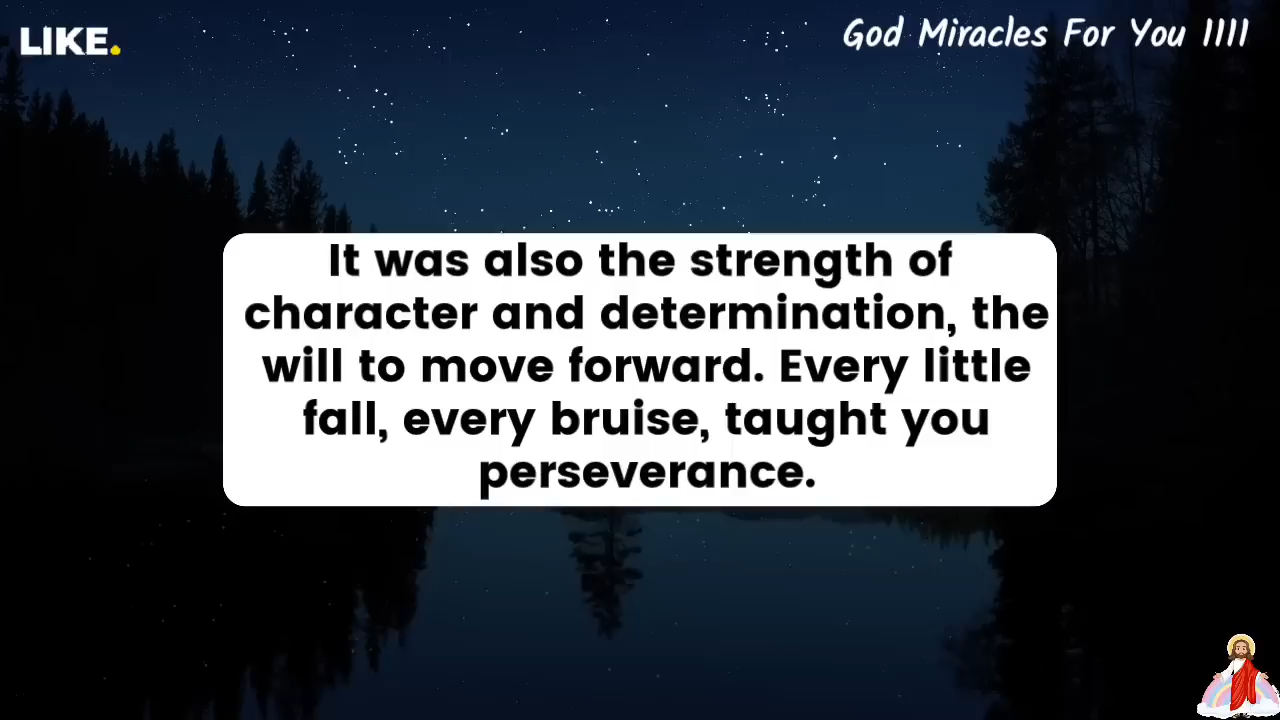 LIKE.
God Miracles For You 1111
It was also the strength of
character and determination, the
will to move forward. Every little
fall, every bruise, taught you
perseverance.